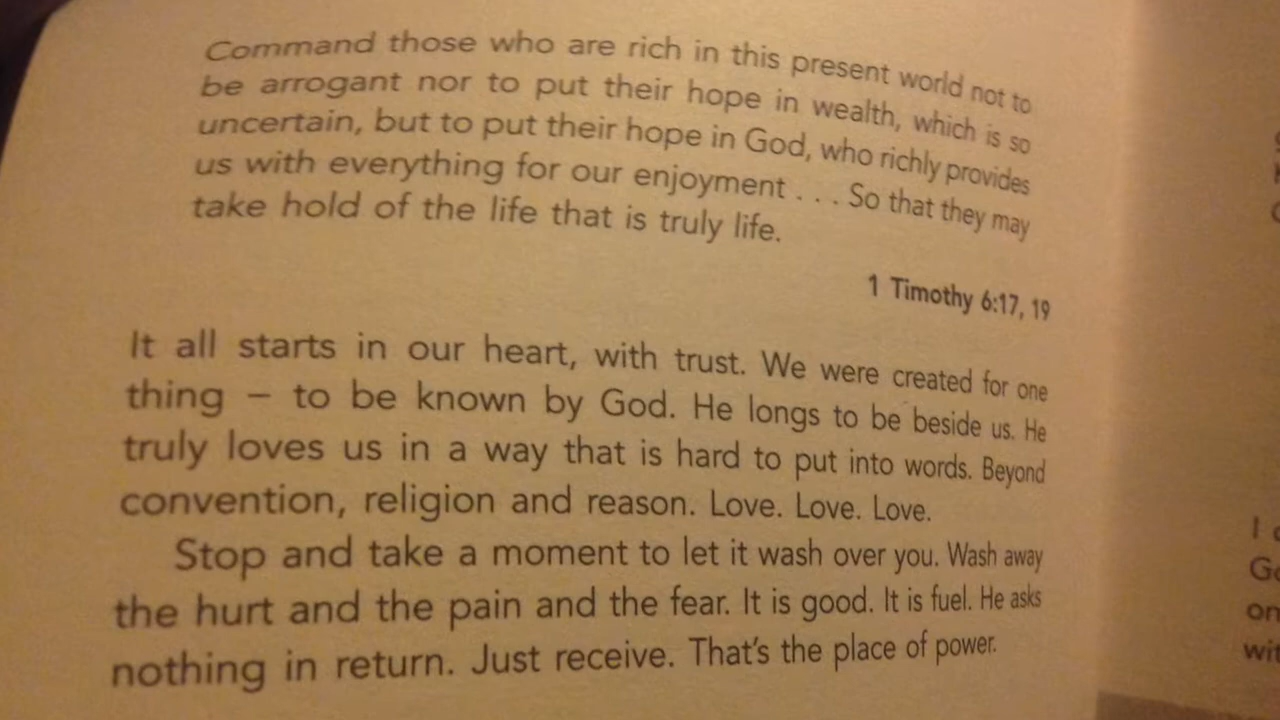 Command those who are rich in this present world not to
be arrogant nor to put their hope in wealth, which is so
uncertain, but to put their hope in God, who richly provides
us with everything for our enjoyment . . . So that they may
take hold of the life that is truly life.
1 Timothy 6:17, 19
It all starts in our heart, with trust. We were created for one
thing – to be known by God. He longs to be beside us. He
truly loves us in a way that is hard to put into words. Beyond
convention, religion and reason. Love. Love. Love.
Stop and take a moment to let it wash over you. Wash away
the hurt and the pain and the fear. It is good. It is fuel. He asks
nothing in return. Just receive. That's the place of power.
I